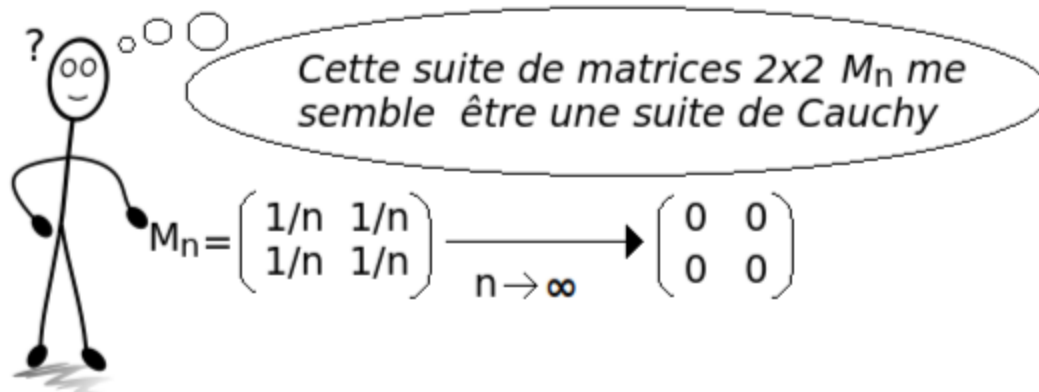 ?
Cette suite de matrices 2x2 Mn me
semble être une suite de Cauchy
Mn= 1/n 1/n 0 0
1/n 1/n 0 0
n→∞